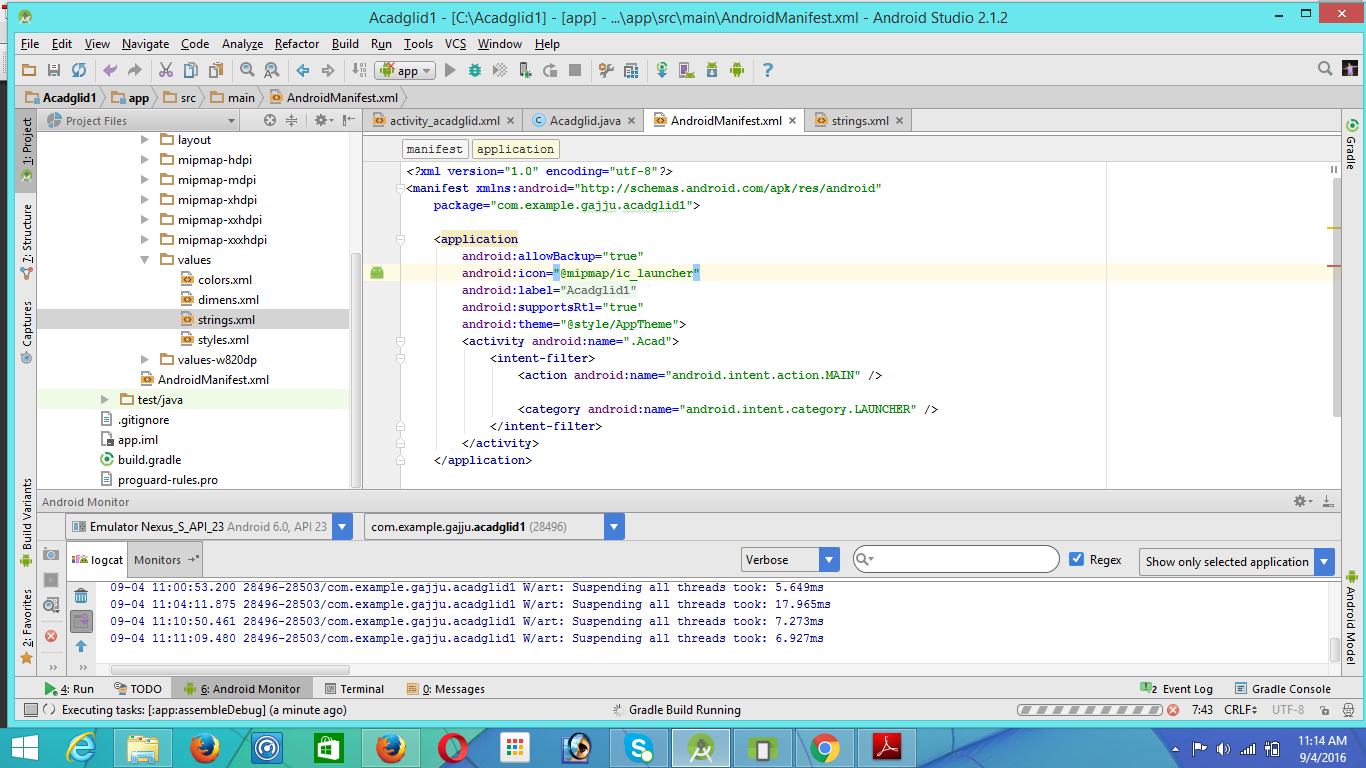 Acadglid1 - [C:\Acadglid1] - [app] - ...\app\src\main\AndroidManifest.xml - Android Studio 2.1.2
File Edit View Navigate Code Analyze Refactor Build Run Tools VCS Window Help
app
Acadglid1 app src main AndroidManifest.xml
Project Files
activity_acadglid.xml Acadglid.java AndroidManifest.xml strings.xml
1: Project
7: Structure
Captures
Build Variants
2: Favorites
layout
mipmap-hdpi
mipmap-mdpi
mipmap-xhdpi
mipmap-xxhdpi
mipmap-xxxhdpi
values
colors.xml
dimens.xml
strings.xml
styles.xml
values-w820dp
AndroidManifest.xml
test/java
.gitignore
app.iml
build.gradle
proguard-rules.pro
manifest application
<?xml version="1.0" encoding="utf-8"?>
<manifest xmlns:android="http://schemas.android.com/apk/res/android"
package="com.example.gajju.acadglid1">
<application
android:allowBackup="true"
android:icon="@mipmap/ic_launcher"
android:label="Acadglid1"
android:supportsRtl="true"
android:theme="@style/AppTheme">
<activity android:name=".Acad">
<intent-filter>
<action android:name="android.intent.action.MAIN" />
<category android:name="android.intent.category.LAUNCHER" />
</intent-filter>
</activity>
</application>
Gradle
Android Model
Android Monitor
Emulator Nexus_S_API_23 Android 6.0, API 23 com.example.gajju.acadglid1 (28496)
logcat Monitors Verbose Regex Show only selected application
09-04 11:00:53.200 28496-28503/com.example.gajju.acadglid1 W/art: Suspending all threads took: 5.649ms
09-04 11:04:11.875 28496-28503/com.example.gajju.acadglid1 W/art: Suspending all threads took: 17.965ms
09-04 11:10:50.461 28496-28503/com.example.gajju.acadglid1 W/art: Suspending all threads took: 7.273ms
09-04 11:11:09.480 28496-28503/com.example.gajju.acadglid1 W/art: Suspending all threads took: 6.927ms
4: Run TODO 6: Android Monitor Terminal 0: Messages 2 Event Log Gradle Console
Executing tasks: [:app:assembleDebug] (a minute ago) Gradle Build Running 7:43 CRLF UTF-8
11:14 AM
9/4/2016